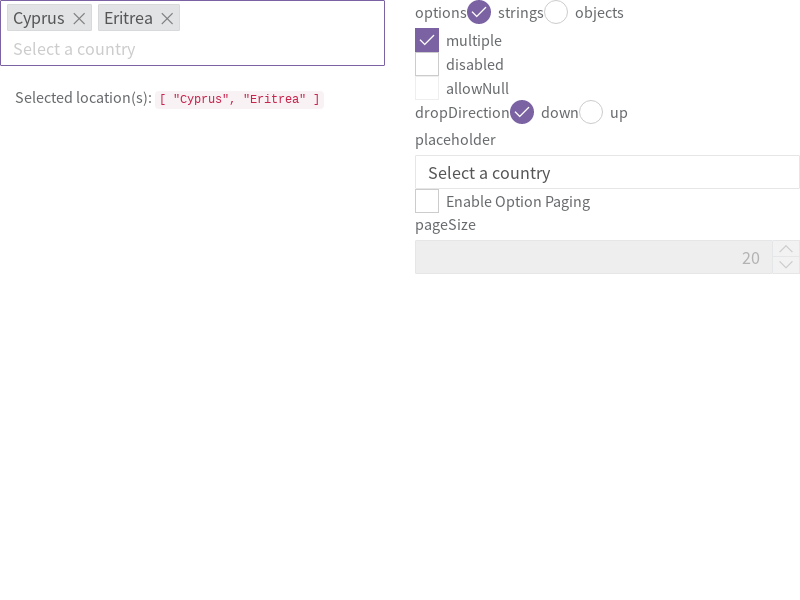 Cyprus Eritrea
Select a country
Selected location(s): [ "Cyprus", "Eritrea" ]
options strings objects
multiple
disabled
allowNull
dropDirection down up
placeholder
Select a country
Enable Option Paging
pageSize
20